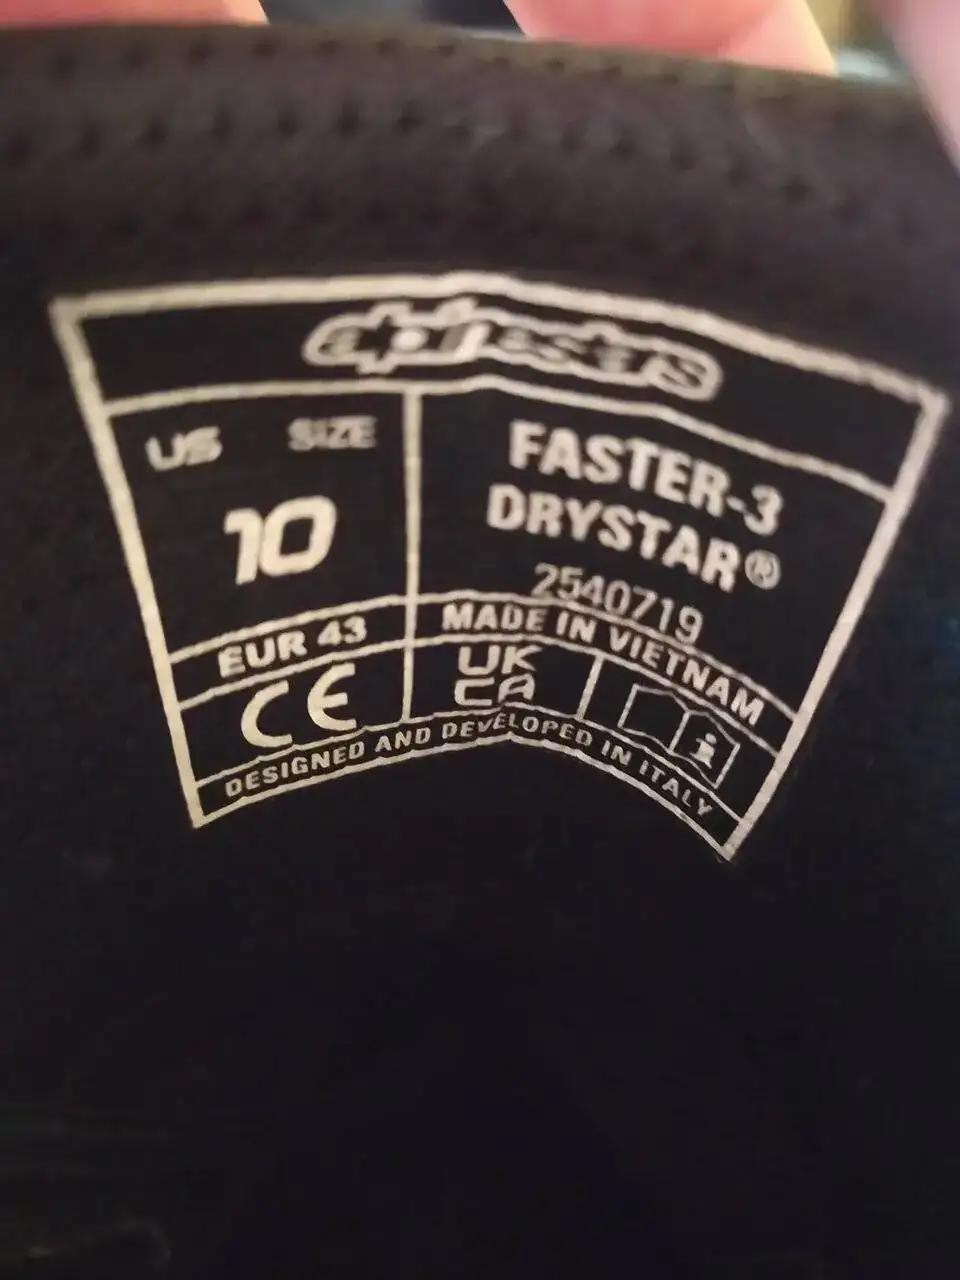 alpinestars
US SIZE
10
FASTER-3
DRYSTAR®
2540719
EUR 43
MADE IN VIETNAM
CE
UK
CA
i
DESIGNED AND DEVELOPED IN ITALY